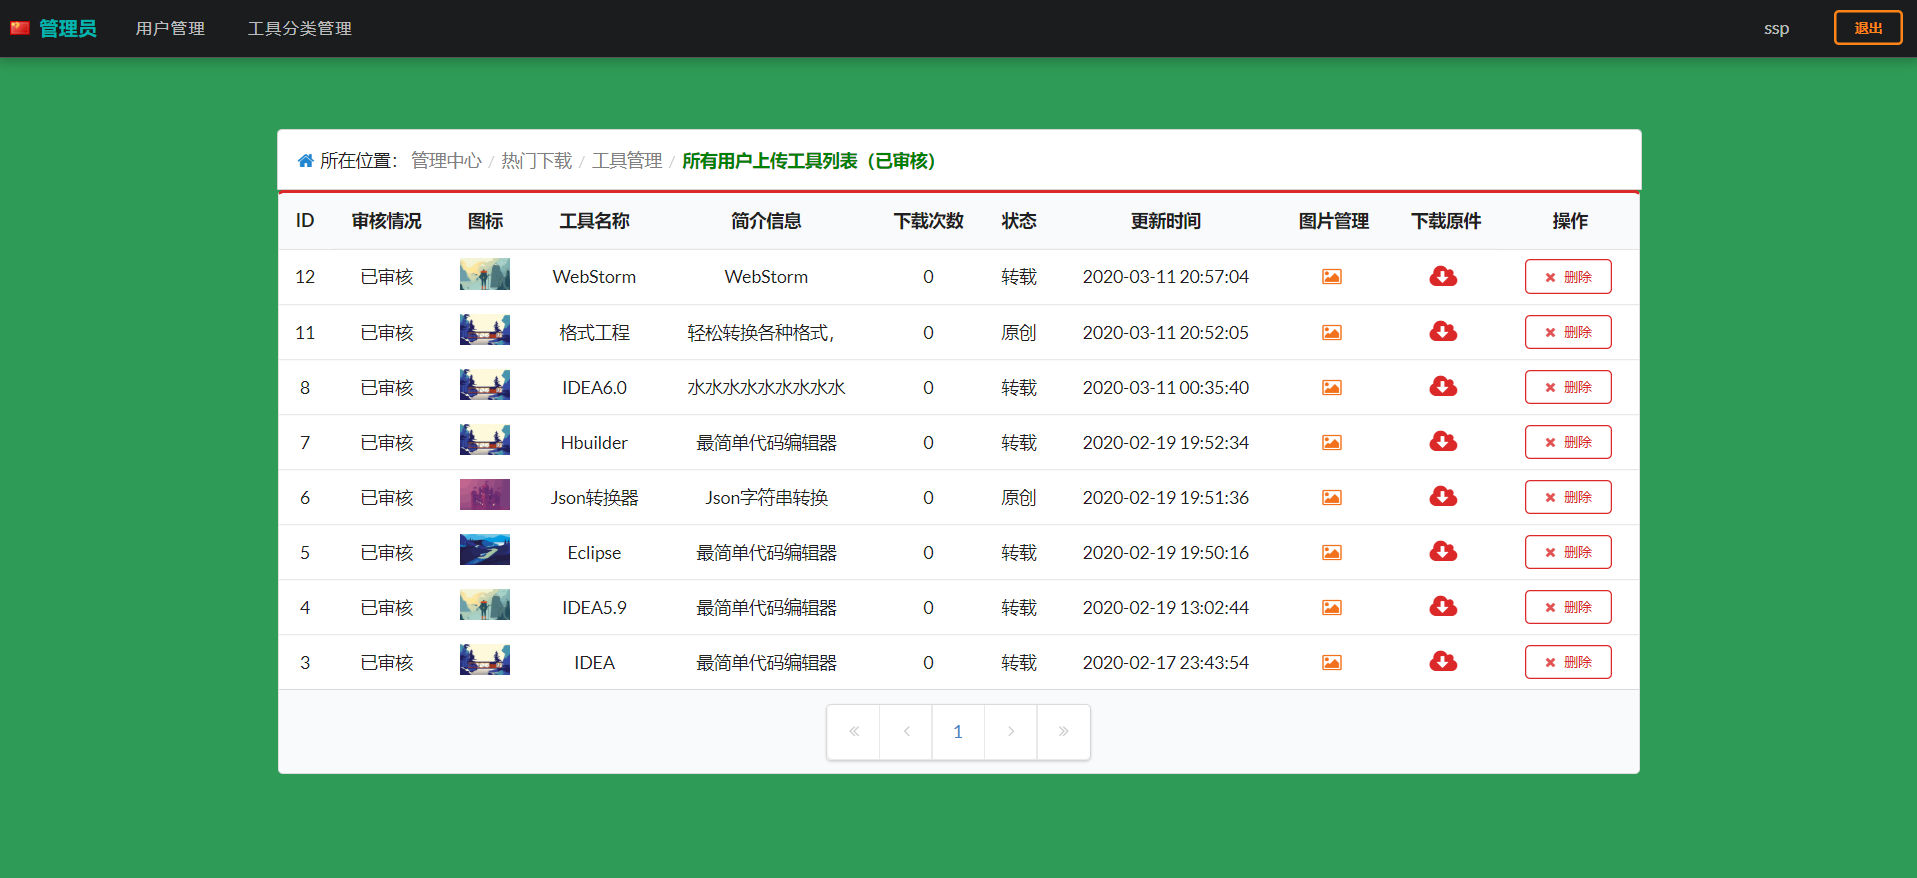 管理员 用户管理 工具分类管理 ssp 退出
所在位置： 管理中心 / 热门下载 / 工具管理 / 所有用户上传工具列表（已审核）
ID 审核情况 图标 工具名称 简介信息 下载次数 状态 更新时间 图片管理 下载原件 操作
12 已审核 WebStorm WebStorm 0 转载 2020-03-11 20:57:04 删除
11 已审核 格式工程 轻松转换各种格式， 0 原创 2020-03-11 20:52:05 删除
8 已审核 IDEA6.0 水水水水水水水水水 0 转载 2020-03-11 00:35:40 删除
7 已审核 Hbuilder 最简单代码编辑器 0 转载 2020-02-19 19:52:34 删除
6 已审核 Json转换器 Json字符串转换 0 原创 2020-02-19 19:51:36 删除
5 已审核 Eclipse 最简单代码编辑器 0 转载 2020-02-19 19:50:16 删除
4 已审核 IDEA5.9 最简单代码编辑器 0 转载 2020-02-19 13:02:44 删除
3 已审核 IDEA 最简单代码编辑器 0 转载 2020-02-17 23:43:54 删除
« ‹ 1 › »